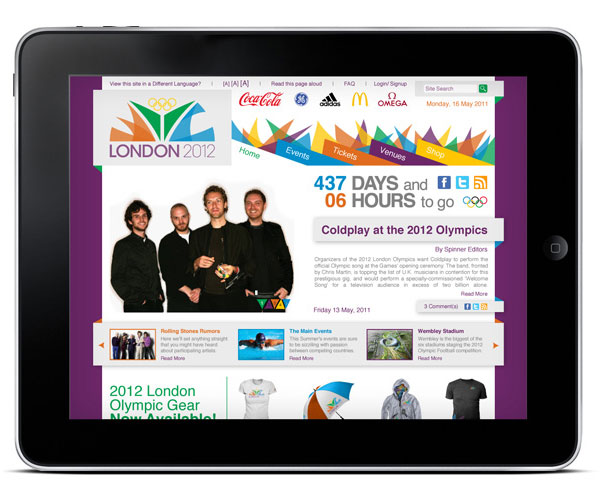 View this site in a Different Language? | [A] [A] [A] | Read this page aloud | FAQ | Login/ Signup
Site Search
Coca-Cola GE adidas M OMEGA
Monday, 16 May 2011
LONDON 2012
Home Events Tickets Venues Shop
437 DAYS and
06 HOURS to go
Coldplay at the 2012 Olympics
By Spinner Editors
Organizers of the 2012 London Olympics want Coldplay to perform the
official Olympic song at the Games' opening ceremony. The band, fronted
by Chris Martin, is topping the list of U.K. musicians in contention for this
prestigious gig, and would perform a specially-commissioned 'Welcome
Song' for a television audience in excess of two billion alone.
Read More
Friday 13 May, 2011
3 Comment(s)
Rolling Stones Rumors
Here we'll set anything straight
that you might have heard
about participating artists.
Read More
The Main Events
This Summer's events are sure
to be sizzling with passion
between competing countries.
Read More
Wembley Stadium
Wembley is the biggest of the
six stadiums staging the 2012
Olympic Football competition.
Read More
2012 London
Olympic Gear
Now Available!